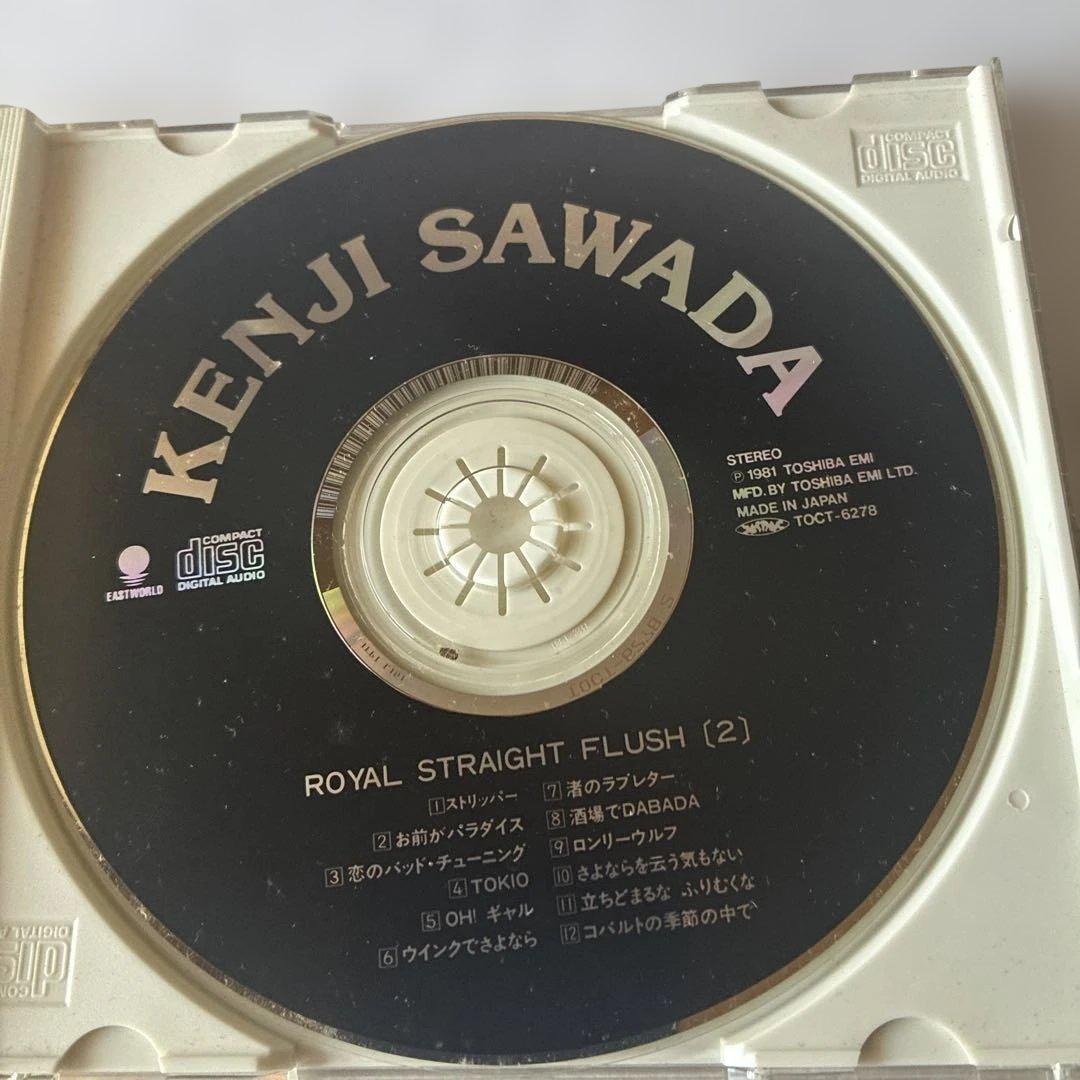 KENJI SAWADA
COMPACT
disc
DIGITAL AUDIO
STEREO
Ⓟ 1981 TOSHIBA EMI
MFD. BY TOSHIBA EMI LTD.
MADE IN JAPAN
JASRAC TOCT-6278
EASTWORLD
COMPACT
disc
DIGITAL AUDIO
ROYAL STRAIGHT FLUSH〔2〕
1 ストリッパー
2 お前がパラダイス
3 恋のバッド・チューニング
4 TOKIO
5 OH! ギャル
6 ウインクでさよなら
7 渚のラブレター
8 酒場でDABADA
9 ロンリーウルフ
10 さよならを云う気もない
11 立ちどまるな ふりむくな
12 コバルトの季節の中で